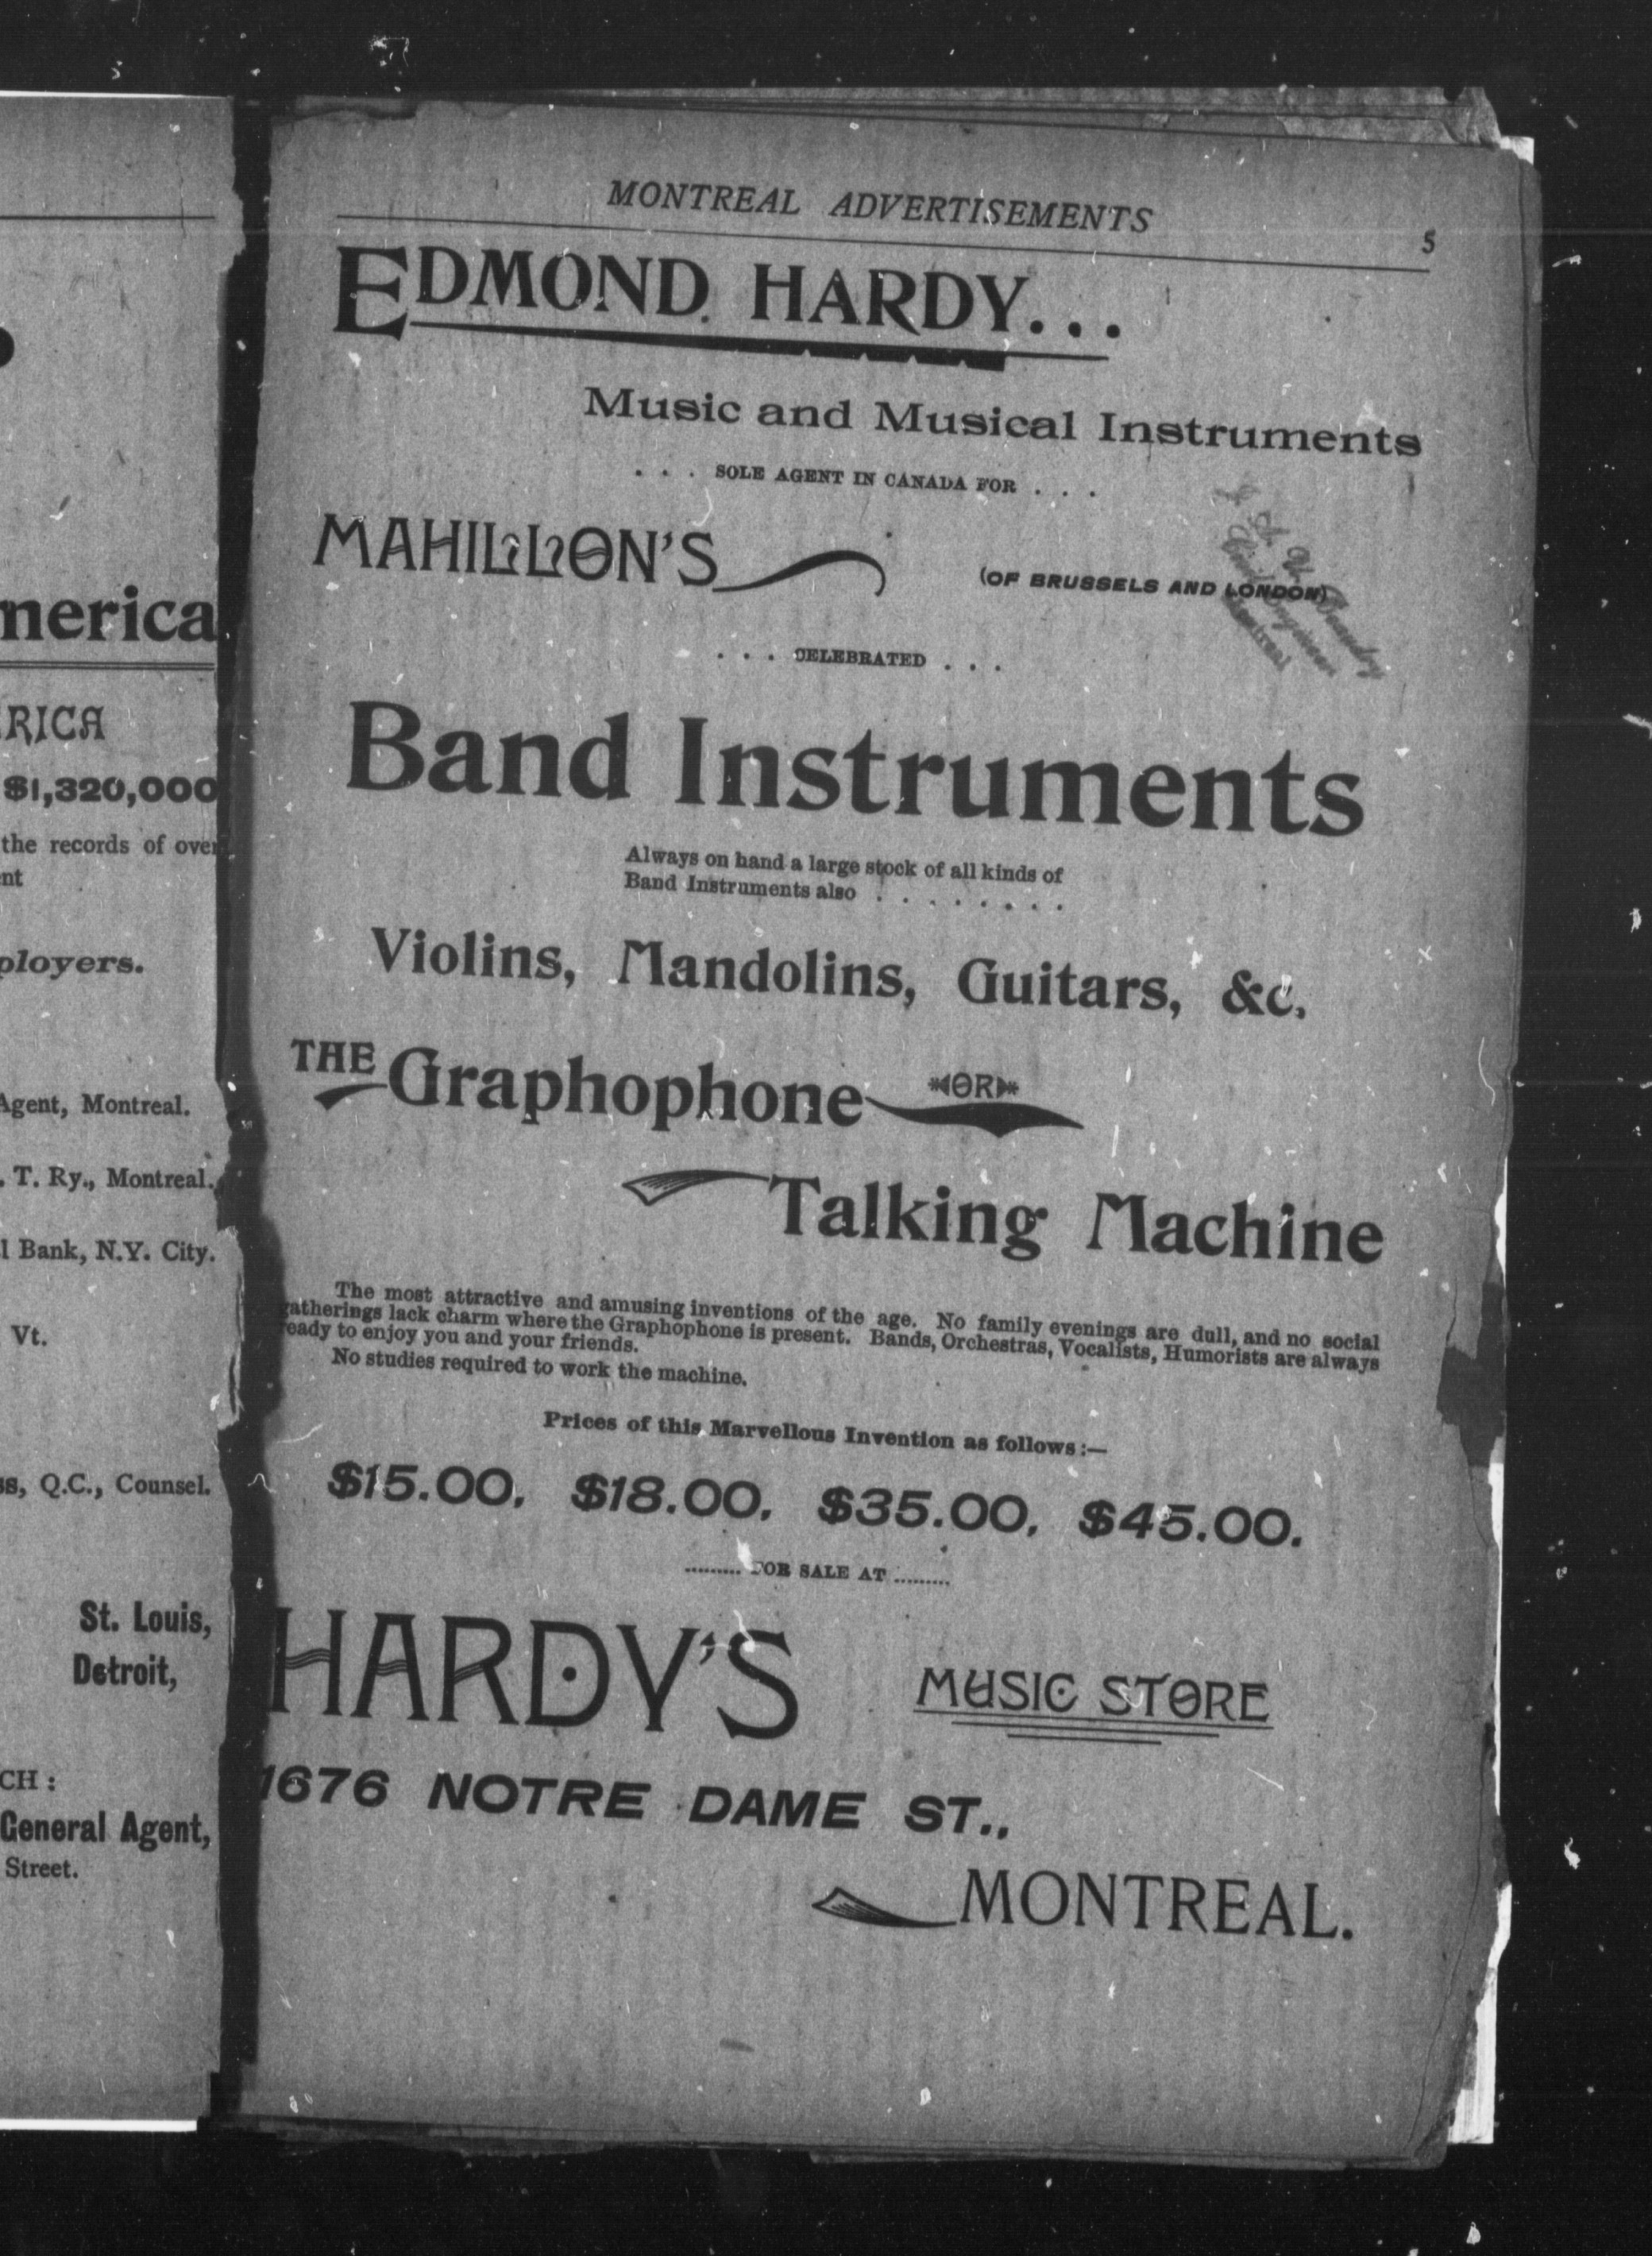 merica
RICA
$1,320,000
the records of over
nt
ployers.
Agent, Montreal.
. T. Ry., Montreal.
l Bank, N.Y. City.
Vt.
ss, Q.C., Counsel.
St. Louis,
Detroit,
CH :
General Agent,
Street.
MONTREAL ADVERTISEMENTS 5
EDMOND HARDY...
Music and Musical Instruments
. . . SOLE AGENT IN CANADA FOR . . .
MAHILLON'S (OF BRUSSELS AND LONDON)
. . . CELEBRATED . . .
Band Instruments
Always on hand a large stock of all kinds of
Band Instruments also . . . . . . . .
Violins, Mandolins, Guitars, &c.
THE Graphophone OR
Talking Machine
The most attractive and amusing inventions of the age. No family evenings are dull, and no social
gatherings lack charm where the Graphophone is present. Bands, Orchestras, Vocalists, Humorists are always
ready to enjoy you and your friends.
No studies required to work the machine.
Prices of this Marvellous Invention as follows :—
$15.00, $18.00, $35.00, $45.00.
......... FOR SALE AT .........
HARDY'S MUSIC STORE
1676 NOTRE DAME ST.,
MONTREAL.
Civil Engineer
Montreal